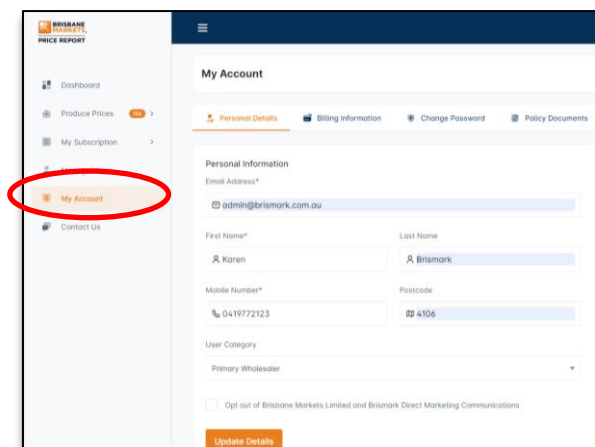 BRISBANE
MARKETS
PRICE REPORT
Dashboard
Produce Prices
My Subscription
My Account
Contact Us
My Account
Personal Details Billing Information Change Password Policy Documents
Personal Information
Email Address*
admin@brismark.com.au
First Name* Last Name
Karen Brismark
Mobile Number* Postcode
0419772123 4106
User Category
Primary Wholesaler
Opt out of Brisbane Markets Limited and Brismark Direct Marketing Communications
Update Details